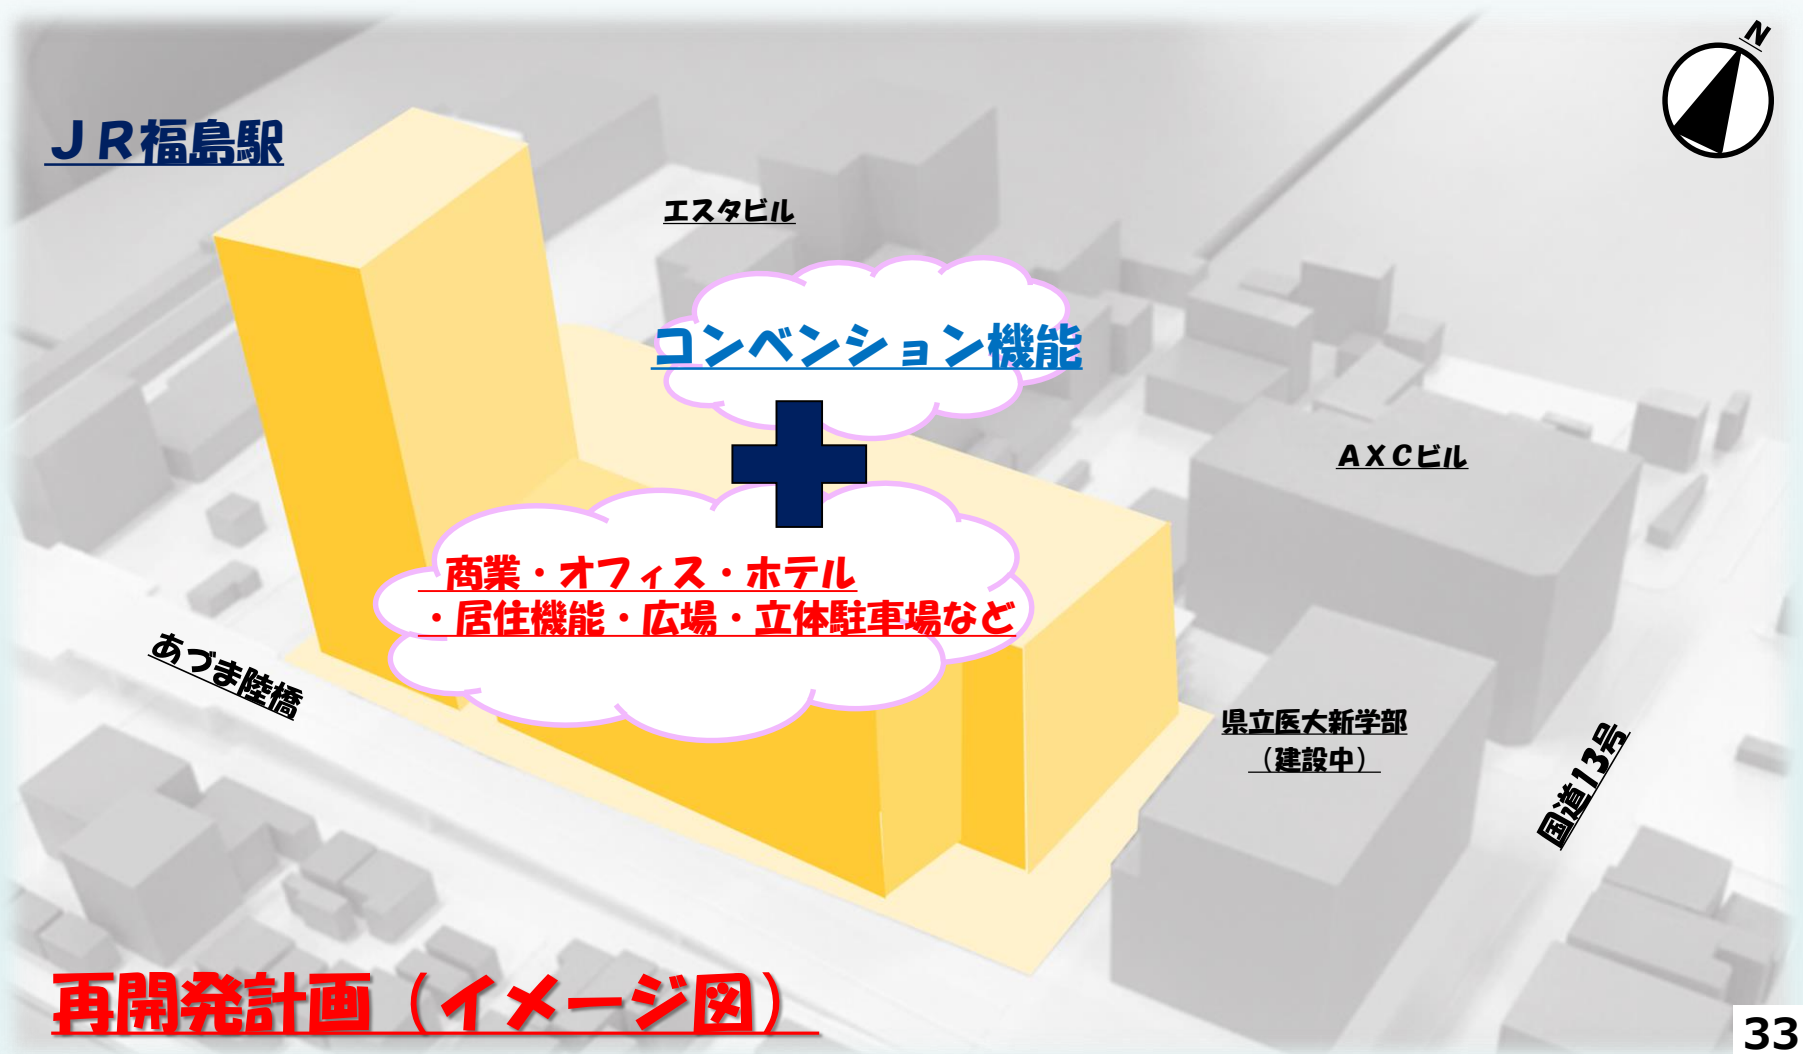 N
JR福島駅
エスタビル
コンベンション機能
AXCビル
商業・オフィス・ホテル
・居住機能・広場・立体駐車場など
あづま陸橋
県立医大新学部
（建設中）
国道13号
再開発計画（イメージ図）
33